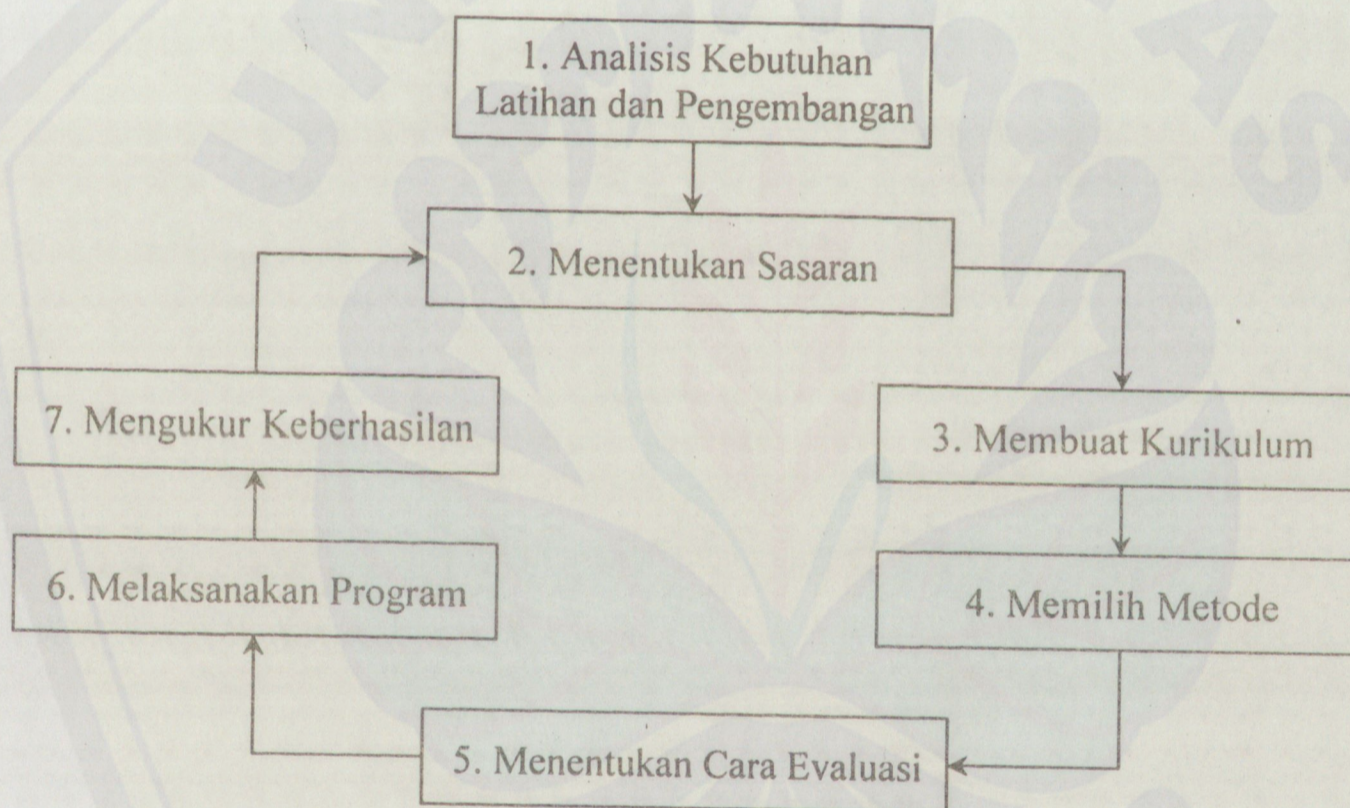 1. Analisis Kebutuhan
Latihan dan Pengembangan
2. Menentukan Sasaran
3. Membuat Kurikulum
4. Memilih Metode
5. Menentukan Cara Evaluasi
6. Melaksanakan Program
7. Mengukur Keberhasilan